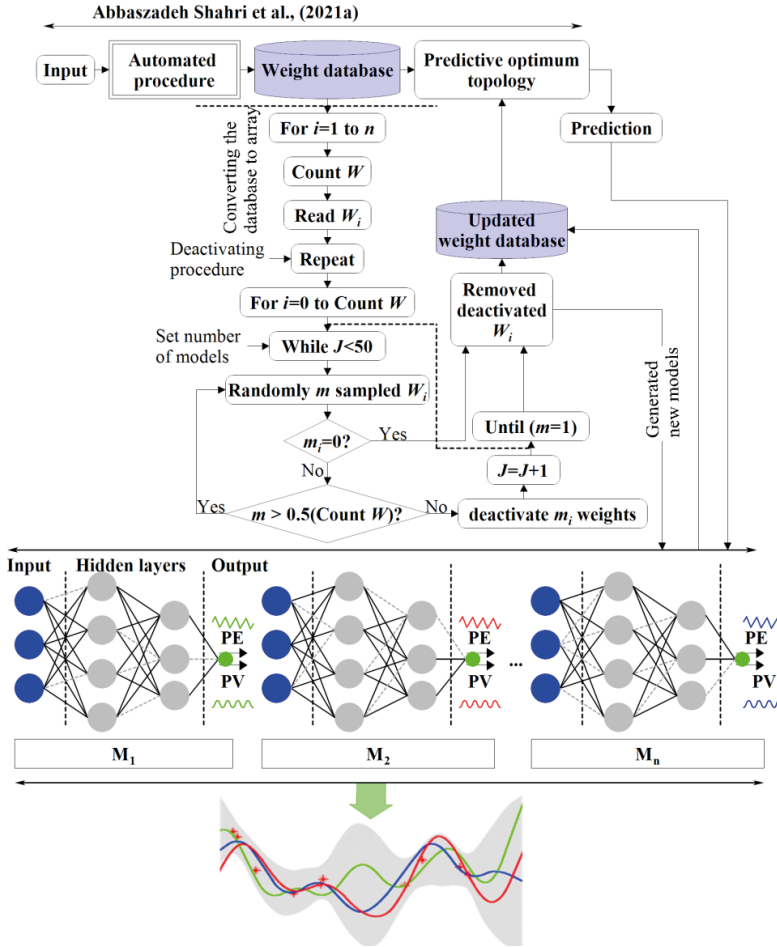 Abbaszadeh Shahri et al., (2021a)
Input
Automated
procedure
Weight database
Predictive optimum
topology
Prediction
Converting the
database to array
For i=1 to n
Count W
Read Wᵢ
Deactivating
procedure
Repeat
For i=0 to Count W
Set number
of models
While J<50
Randomly m sampled Wᵢ
mᵢ=0?
Yes
No
m > 0.5(Count W)?
Yes
No
deactivate mᵢ weights
J=J+1
Until (m=1)
Removed
deactivated
Wᵢ
Updated
weight database
Generated
new models
Input
Hidden layers
Output
PE
PV
PE
PV
...
PE
PV
M₁
M₂
Mₙ